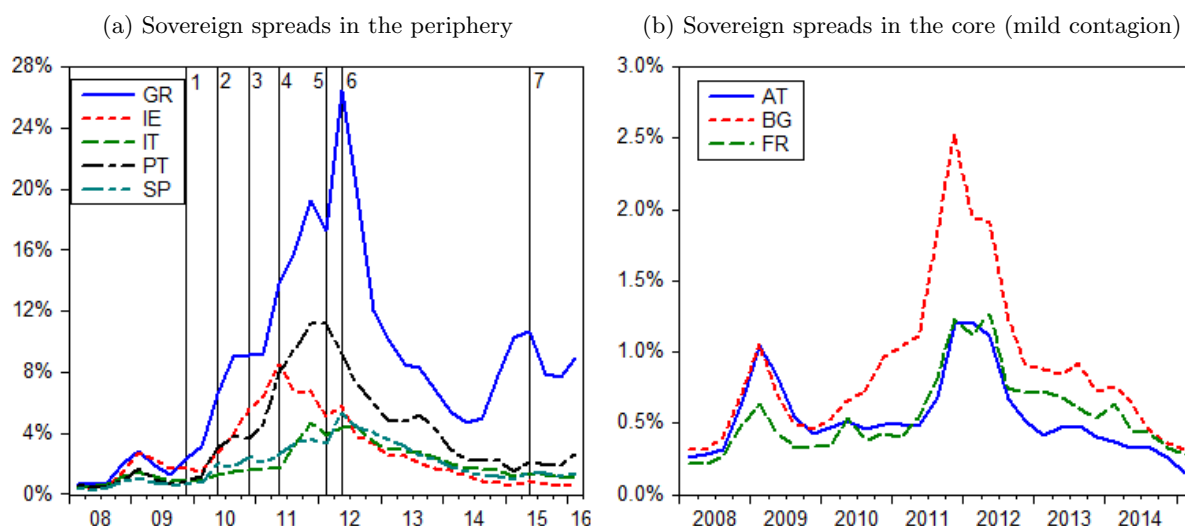 (a) Sovereign spreads in the periphery
28%
24%
20%
16%
12%
8%
4%
0%
GR
IE
IT
PT
SP
1 2 3 4 5 6 7
08 09 10 11 12 13 14 15 16
(b) Sovereign spreads in the core (mild contagion)
3.0%
2.5%
2.0%
1.5%
1.0%
0.5%
0.0%
AT
BG
FR
2008 2009 2010 2011 2012 2013 2014